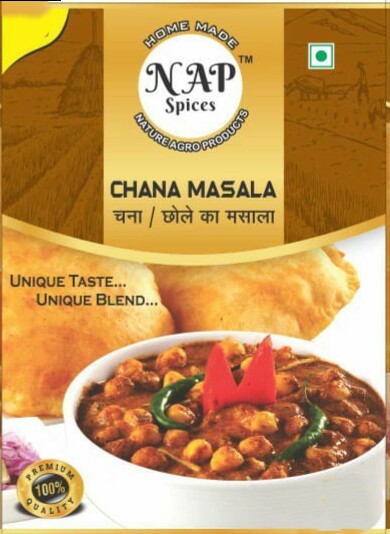 HOME MADE
NAP
TM
Spices
NATURE AGRO PRODUCTS
CHANA MASALA
चना / छोले का मसाला
UNIQUE TASTE...
UNIQUE BLEND...
PREMIUM
100%
QUALITY